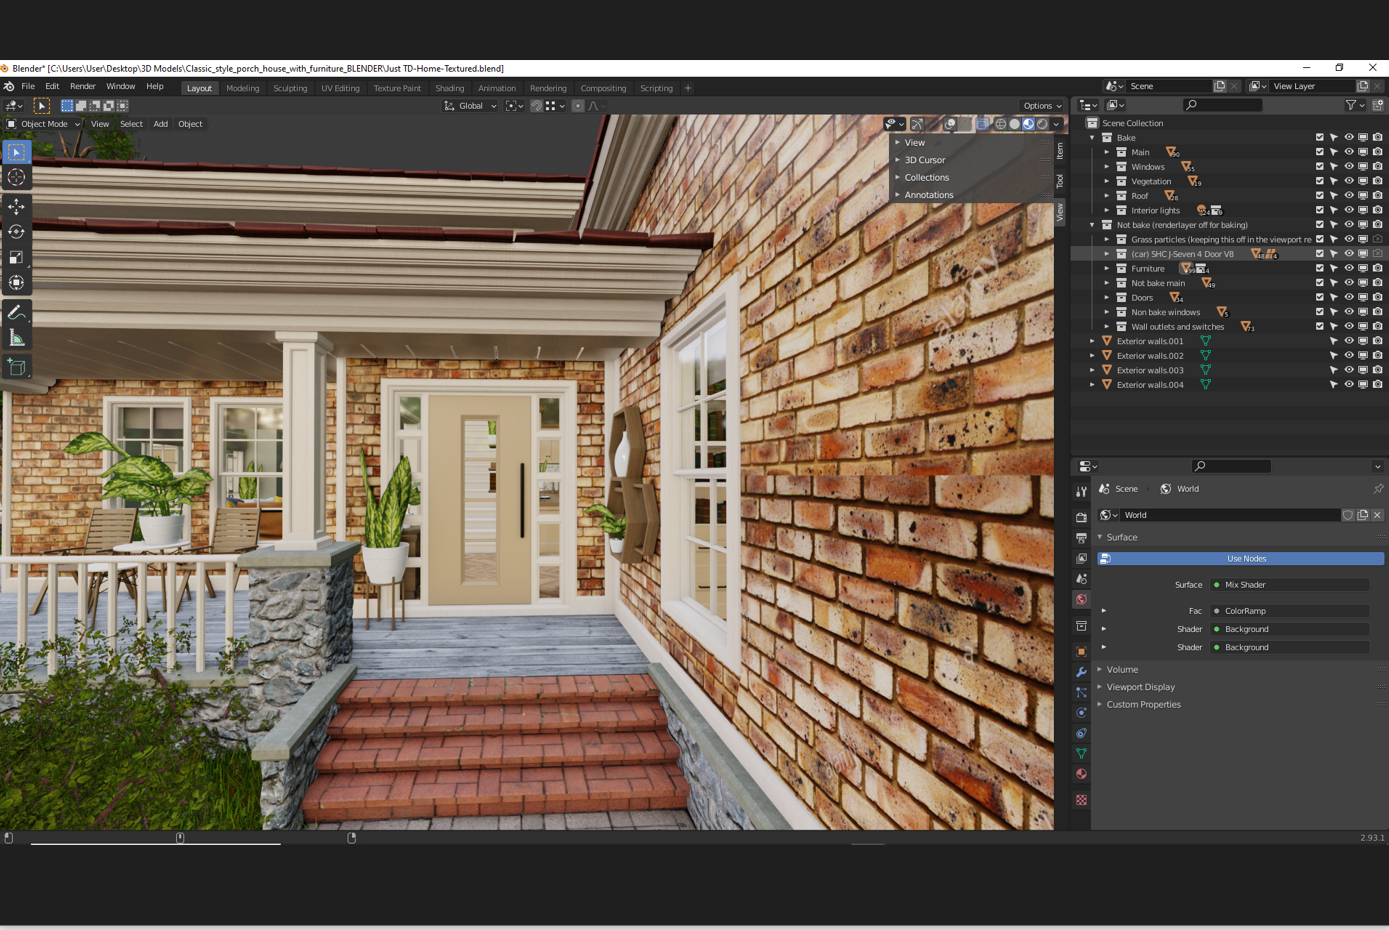 Blender* [C:\Users\User\Desktop\3D Models\Classic_style_porch_house_with_furniture_BLENDER\Just TD-Home-Textured.blend]
File Edit Render Window Help Layout Modeling Sculpting UV Editing Texture Paint Shading Animation Rendering Compositing Scripting + Scene View Layer
Global Options
Object Mode View Select Add Object
View
3D Cursor
Collections
Annotations
Item
Tool
View
Scene Collection
Bake
Main
Windows
Vegetation 19
Roof
Interior lights
Not bake (renderlayer off for baking)
Grass particles (keeping this off in the viewport re
(car) SHC J-Seven 4 Door V8
Furniture
Not bake main 49
Doors 34
Non bake windows 5
Wall outlets and switches 73
Exterior walls.001
Exterior walls.002
Exterior walls.003
Exterior walls.004
Scene World
World
Surface
Use Nodes
Surface Mix Shader
Fac ColorRamp
Shader Background
Shader Background
Volume
Viewport Display
Custom Properties
2.93.1